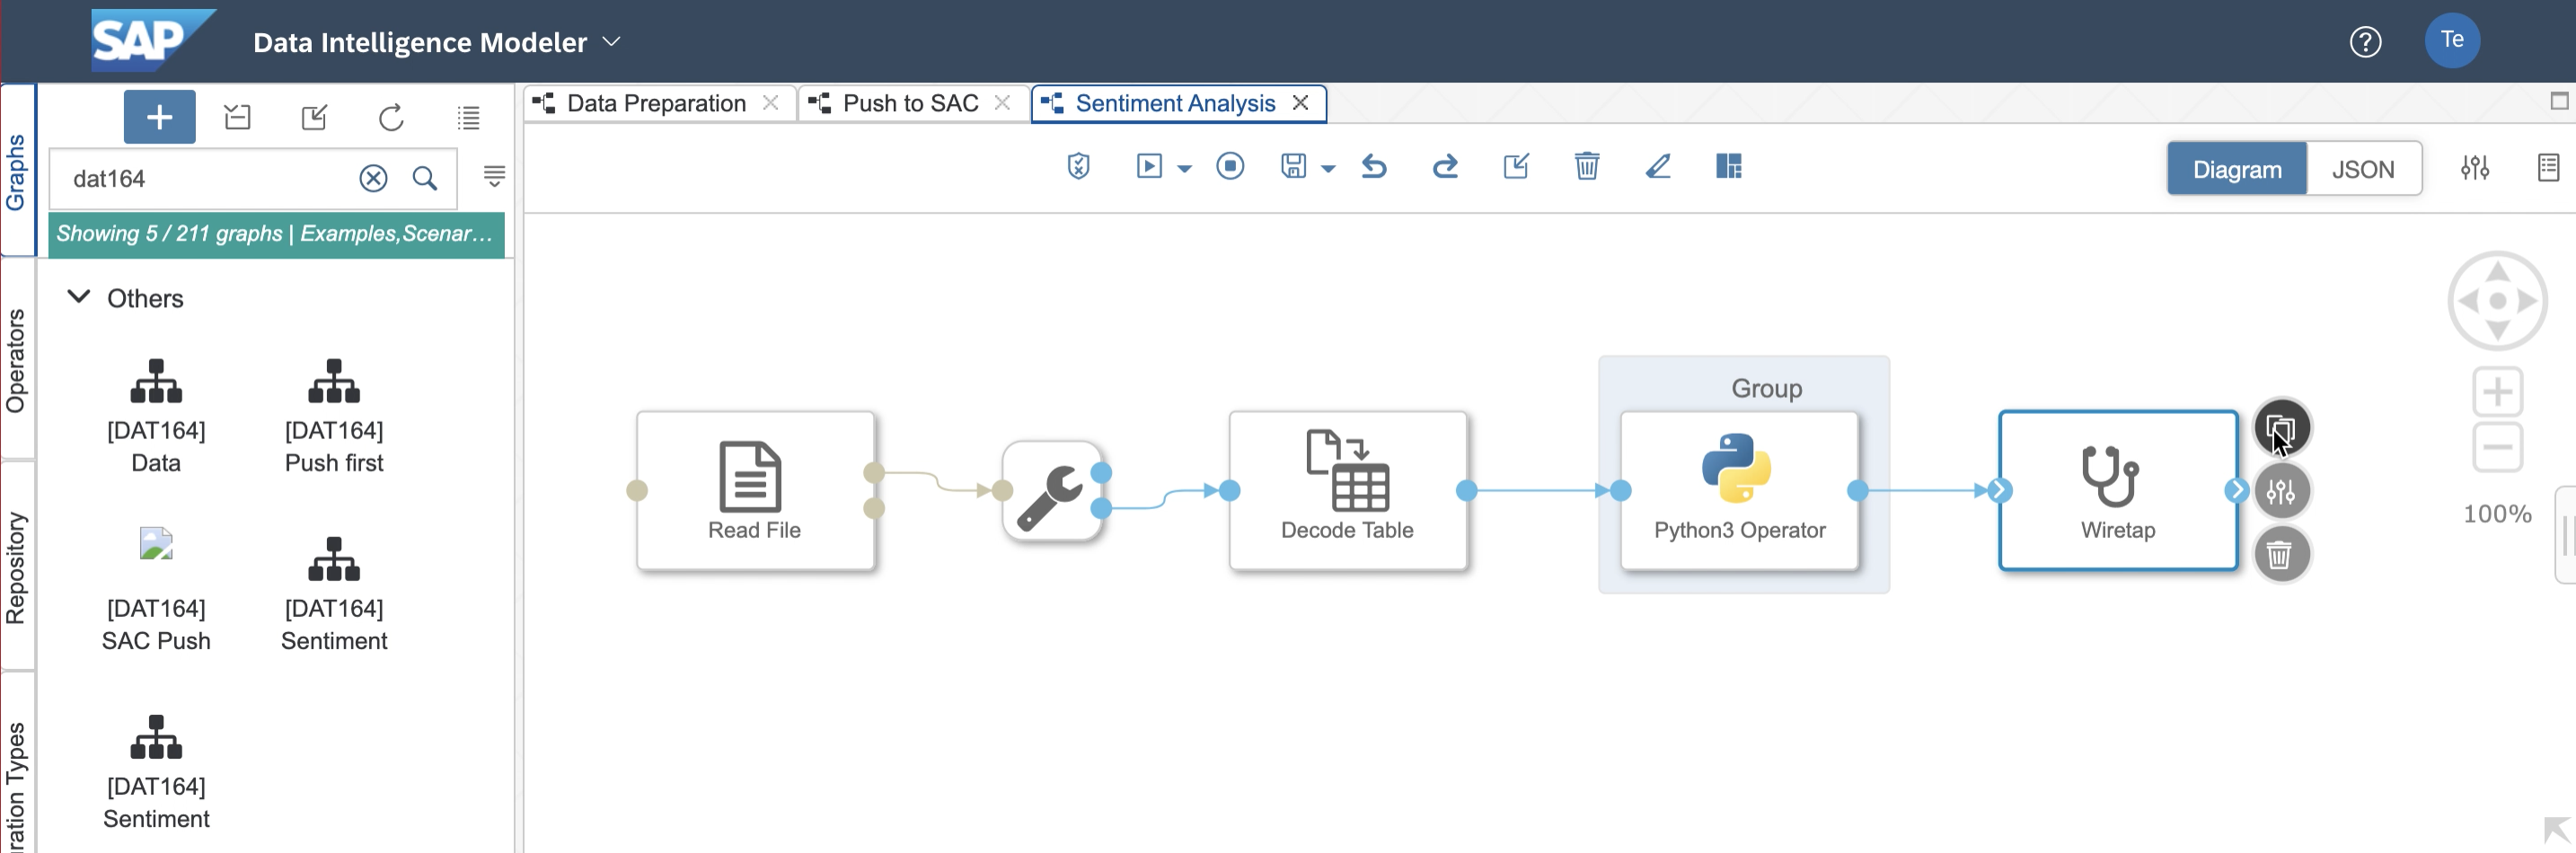 SAP
Data Intelligence Modeler
Te
Graphs
Operators
Repository
ration Types
dat164
Showing 5 / 211 graphs | Examples,Scenar...
Others
[DAT164]
Data
[DAT164]
Push first
[DAT164]
SAC Push
[DAT164]
Sentiment
[DAT164]
Sentiment
Data Preparation
Push to SAC
Sentiment Analysis
Diagram
JSON
Read File
Decode Table
Group
Python3 Operator
Wiretap
100%